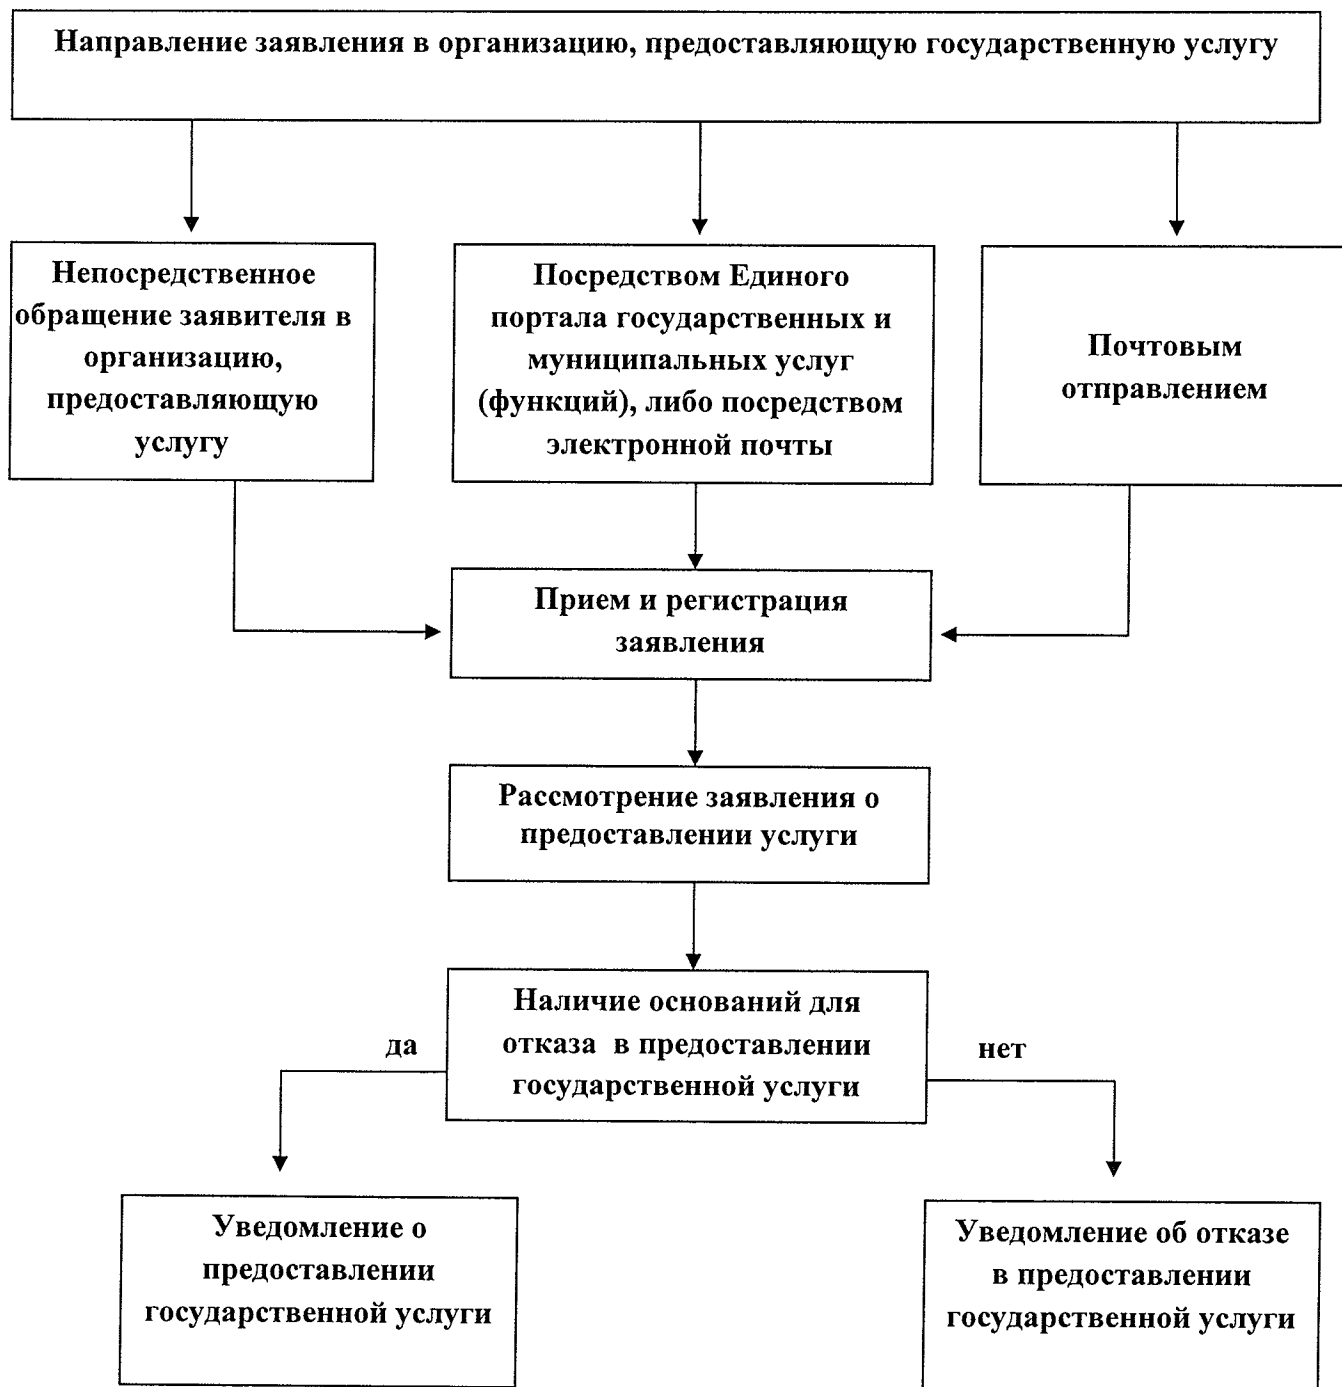 Направление заявления в организацию, предоставляющую государственную услугу
Непосредственное
обращение заявителя в
организацию,
предоставляющую
услугу
Посредством Единого
портала государственных и
муниципальных услуг
(функций), либо посредством
электронной почты
Почтовым
отправлением
Прием и регистрация
заявления
Рассмотрение заявления о
предоставлении услуги
Наличие оснований для
отказа в предоставлении
государственной услуги
да
нет
Уведомление о
предоставлении
государственной услуги
Уведомление об отказе
в предоставлении
государственной услуги